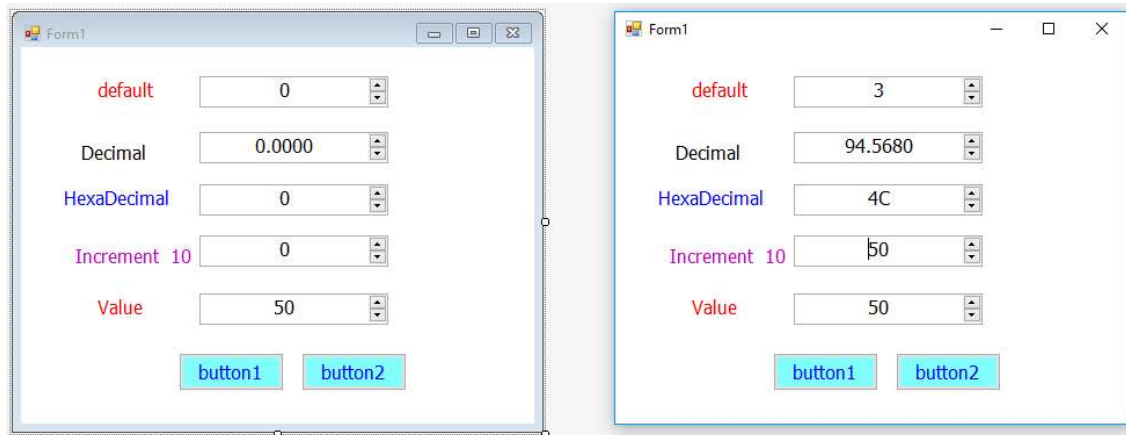 Form1
default 0
Decimal 0.0000
HexaDecimal 0
Increment 10 0
Value 50
button1 button2
Form1
default 3
Decimal 94.5680
HexaDecimal 4C
Increment 10 50
Value 50
button1 button2